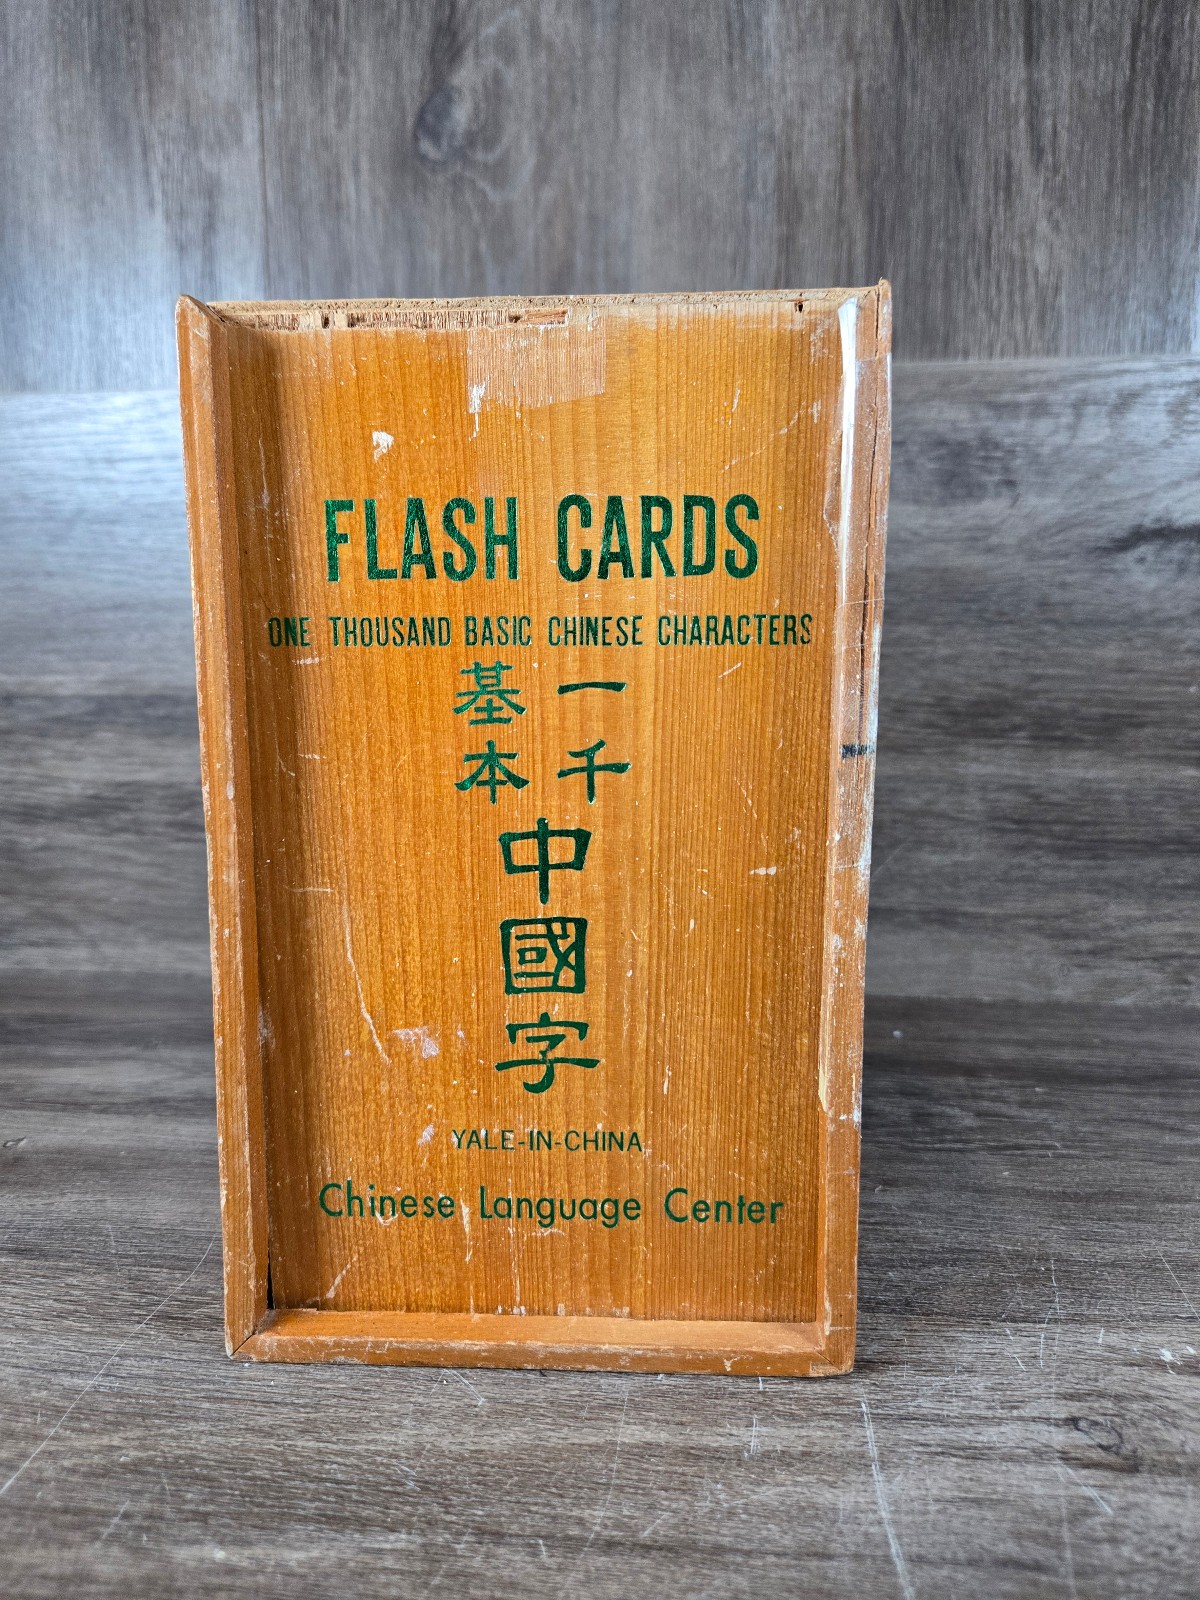 FLASH CARDS
ONE THOUSAND BASIC CHINESE CHARACTERS
一千
基本
中國字
YALE-IN-CHINA
Chinese Language Center